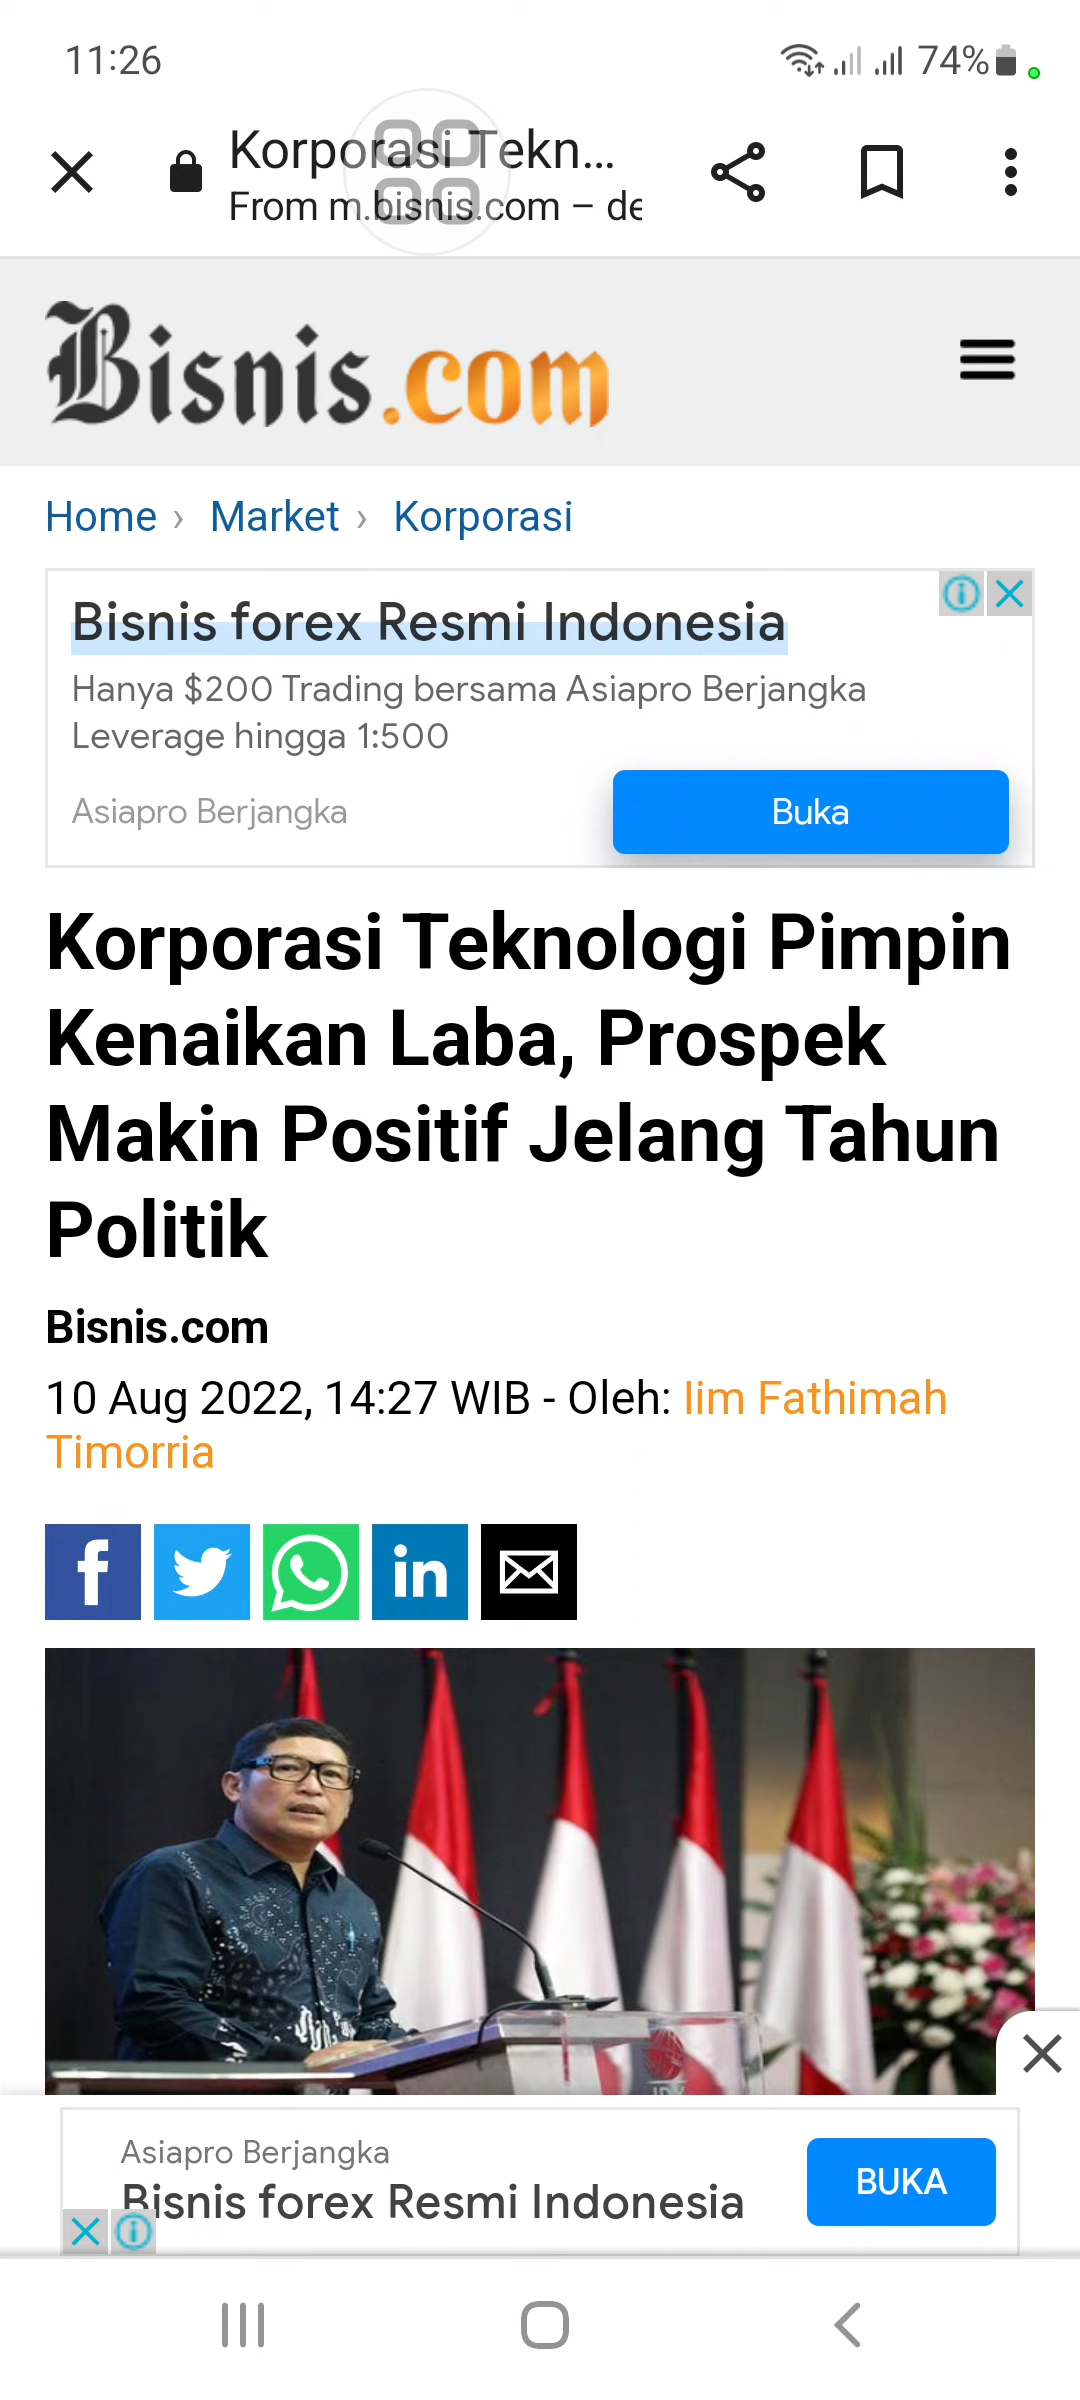 11:26
74%
Korporasi Tekn...
From m.bisnis.com – de
Bisnis.com
Home › Market › Korporasi
Bisnis forex Resmi Indonesia
Hanya $200 Trading bersama Asiapro Berjangka
Leverage hingga 1:500
Asiapro Berjangka
Buka
Korporasi Teknologi Pimpin
Kenaikan Laba, Prospek
Makin Positif Jelang Tahun
Politik
Bisnis.com
10 Aug 2022, 14:27 WIB - Oleh: Iim Fathimah
Timorria
f
in
Asiapro Berjangka
Bisnis forex Resmi Indonesia
BUKA